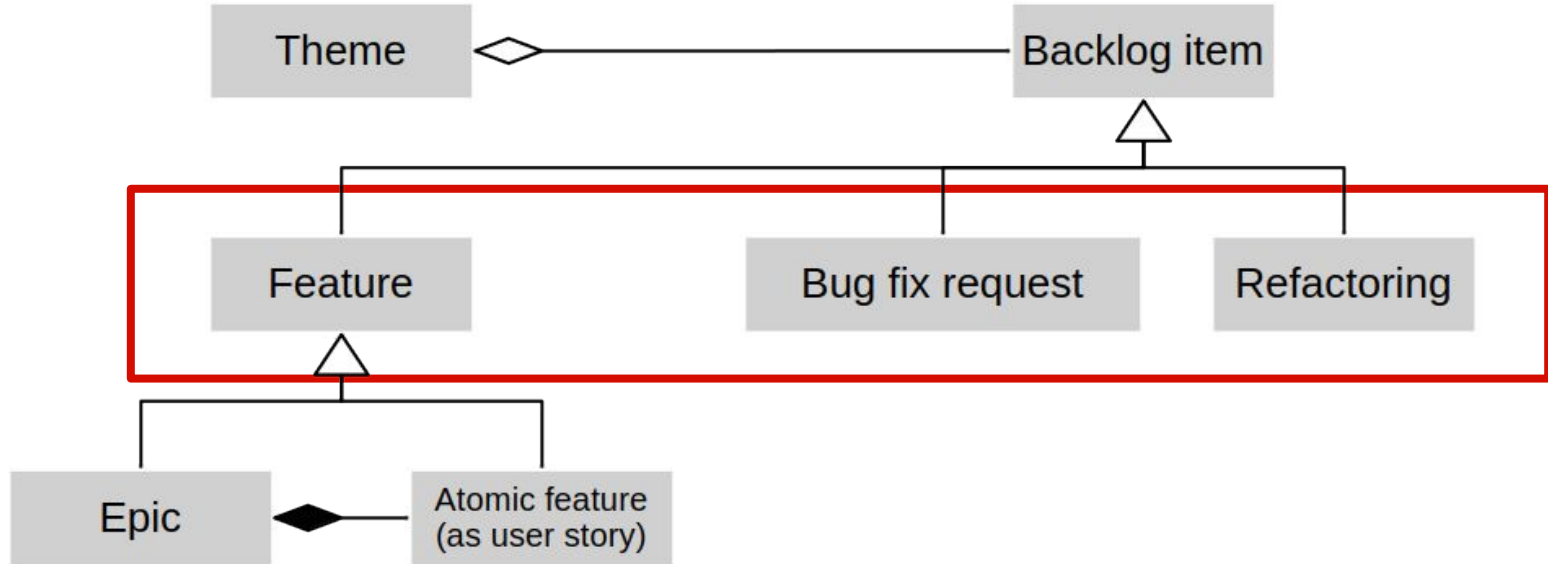 Theme
Backlog item
Feature
Bug fix request
Refactoring
Epic
Atomic feature
(as user story)